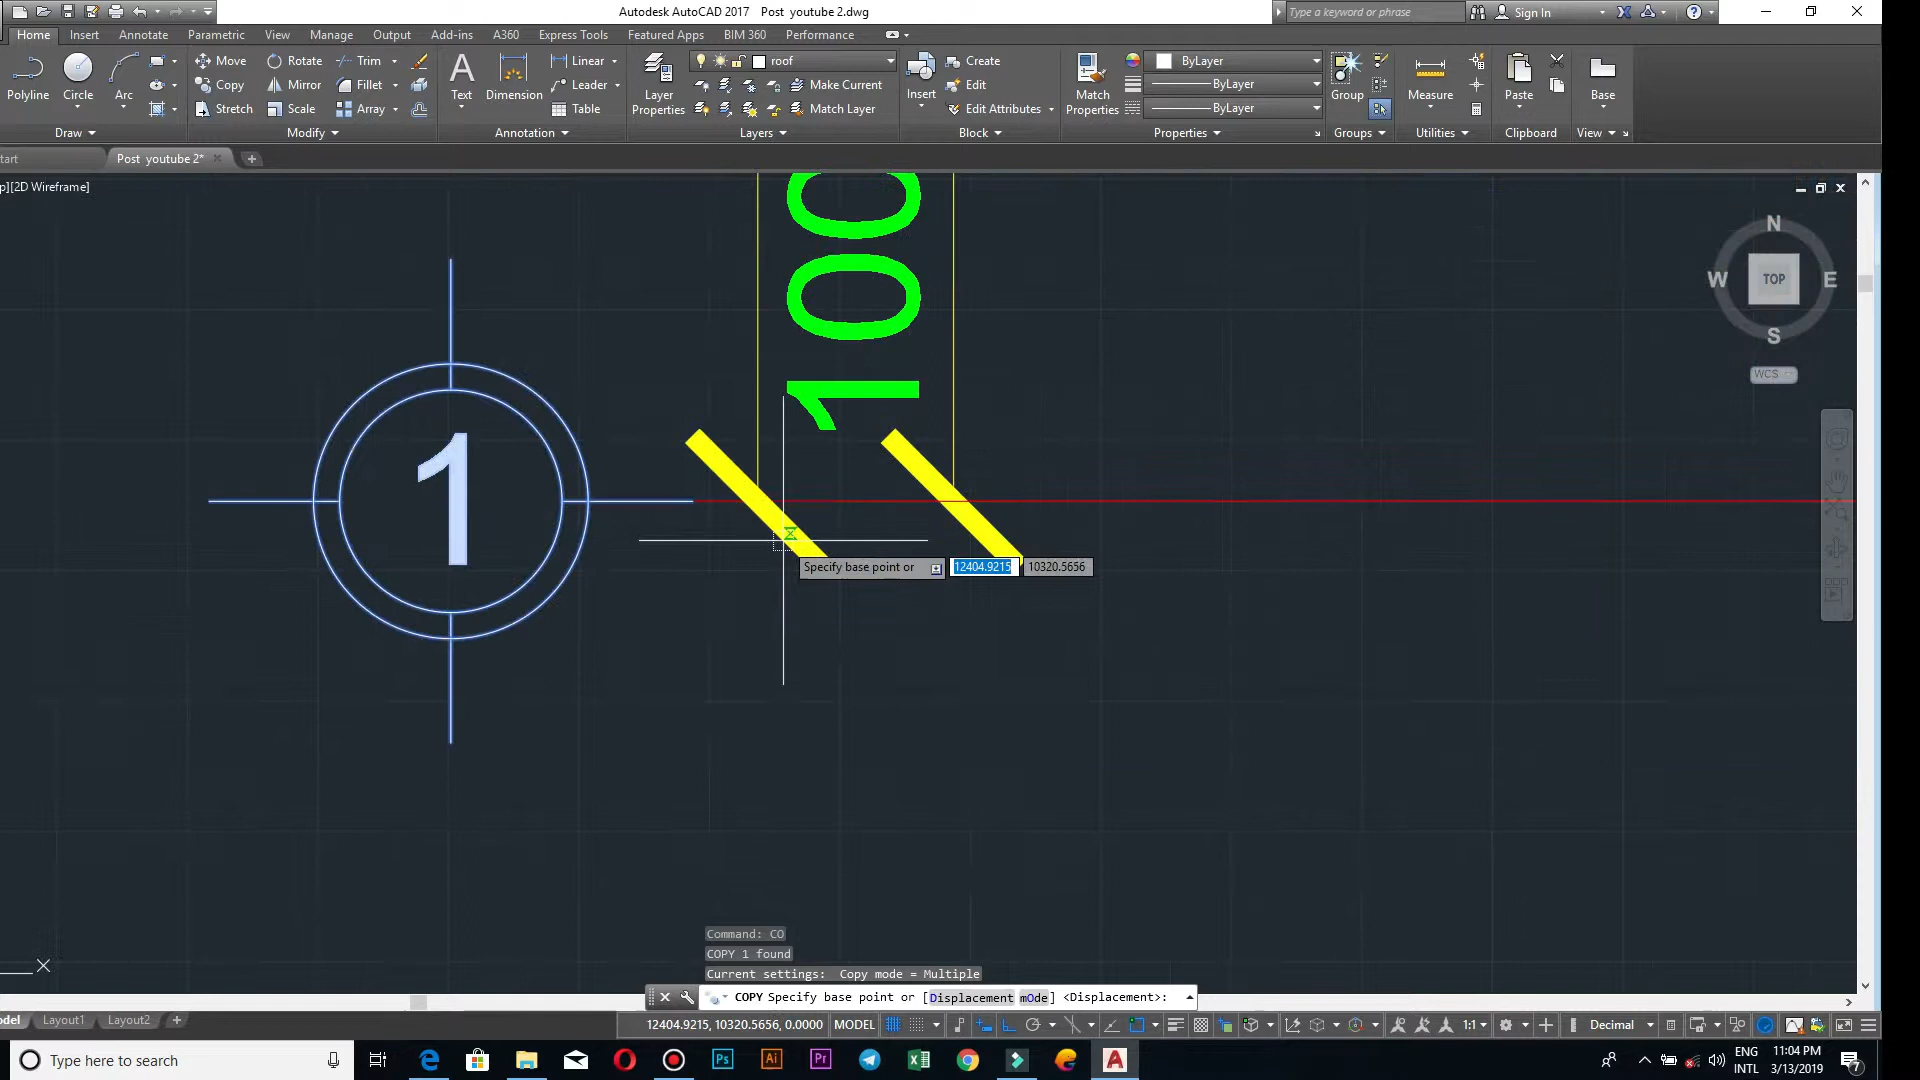 Autodesk AutoCAD 2017 Post youtube 2.dwg
Type a keyword or phrase
Sign In
Home Insert Annotate Parametric View Manage Output Add-ins A360 Express Tools Featured Apps BIM 360 Performance
Polyline
Circle
Arc
Draw
Move
Copy
Stretch
Rotate
Mirror
Scale
Trim
Fillet
Array
Modify
Text
Dimension
Linear
Leader
Table
Annotation
Layer
Properties
roof
Make Current
Match Layer
Layers
Insert
Create
Edit
Edit Attributes
Block
Match
Properties
ByLayer
ByLayer
ByLayer
Properties
Group
Groups
Measure
Utilities
Paste
Clipboard
Base
View
tart
Post youtube 2*
p][2D Wireframe]
N
W
TOP
E
S
WCS
100
1
Specify base point or
12404.9215
10320.5656
Command: CO
COPY 1 found
Current settings: Copy mode = Multiple
COPY Specify base point or [Displacement mOde] <Displacement>:
odel
Layout1
Layout2
12404.9215, 10320.5656, 0.0000
MODEL
1:1
Decimal
Type here to search
Ps
Ai
Pr
ENG
INTL
11:04 PM
3/13/2019
7